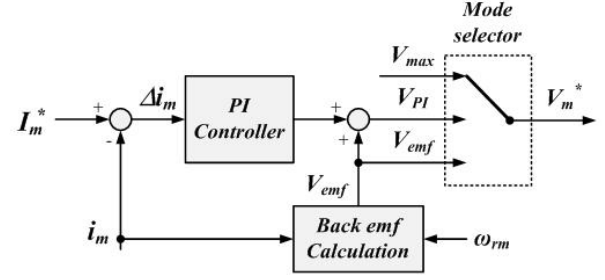 Mode
selector
V_max
V_m^*
Δi_m
PI
Controller
V_PI
I_m^*
+
-
+
+
V_emf
V_emf
Back emf
Calculation
i_m
ω_rm